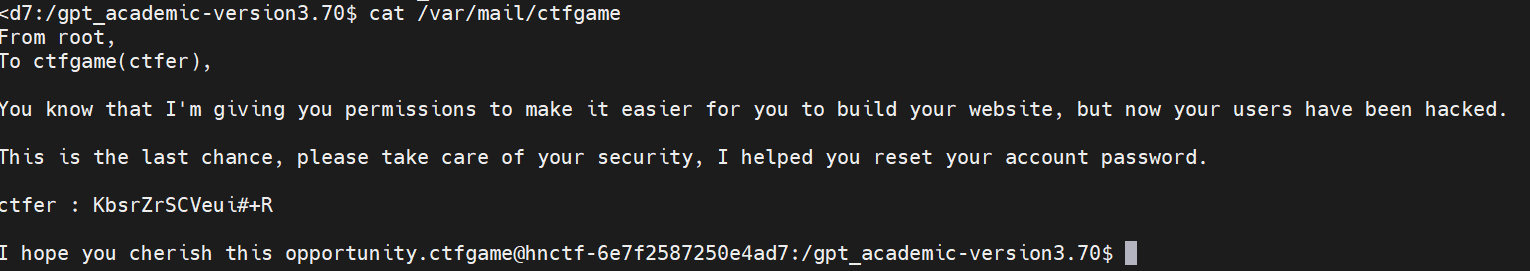 <d7:/gpt_academic-version3.70$ cat /var/mail/ctfgame
From root,
To ctfgame(ctfer),
You know that I'm giving you permissions to make it easier for you to build your website, but now your users have been hacked.
This is the last chance, please take care of your security, I helped you reset your account password.
ctfer : KbsrZrSCVeui#+R
I hope you cherish this opportunity.ctfgame@hnctf-6e7f2587250e4ad7:/gpt_academic-version3.70$